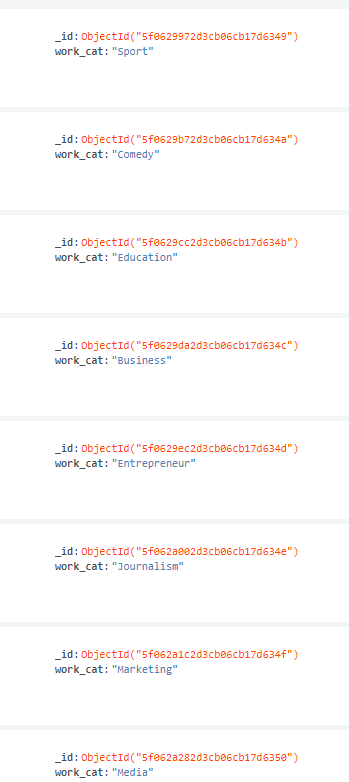 _id: ObjectId("5f0629972d3cb06cb17d6349")
work_cat: "Sport"
_id: ObjectId("5f0629b72d3cb06cb17d634a")
work_cat: "Comedy"
_id: ObjectId("5f0629cc2d3cb06cb17d634b")
work_cat: "Education"
_id: ObjectId("5f0629da2d3cb06cb17d634c")
work_cat: "Business"
_id: ObjectId("5f0629ec2d3cb06cb17d634d")
work_cat: "Entrepreneur"
_id: ObjectId("5f062a002d3cb06cb17d634e")
work_cat: "Journalism"
_id: ObjectId("5f062a1c2d3cb06cb17d634f")
work_cat: "Marketing"
_id: ObjectId("5f062a282d3cb06cb17d6350")
work_cat: "Media"